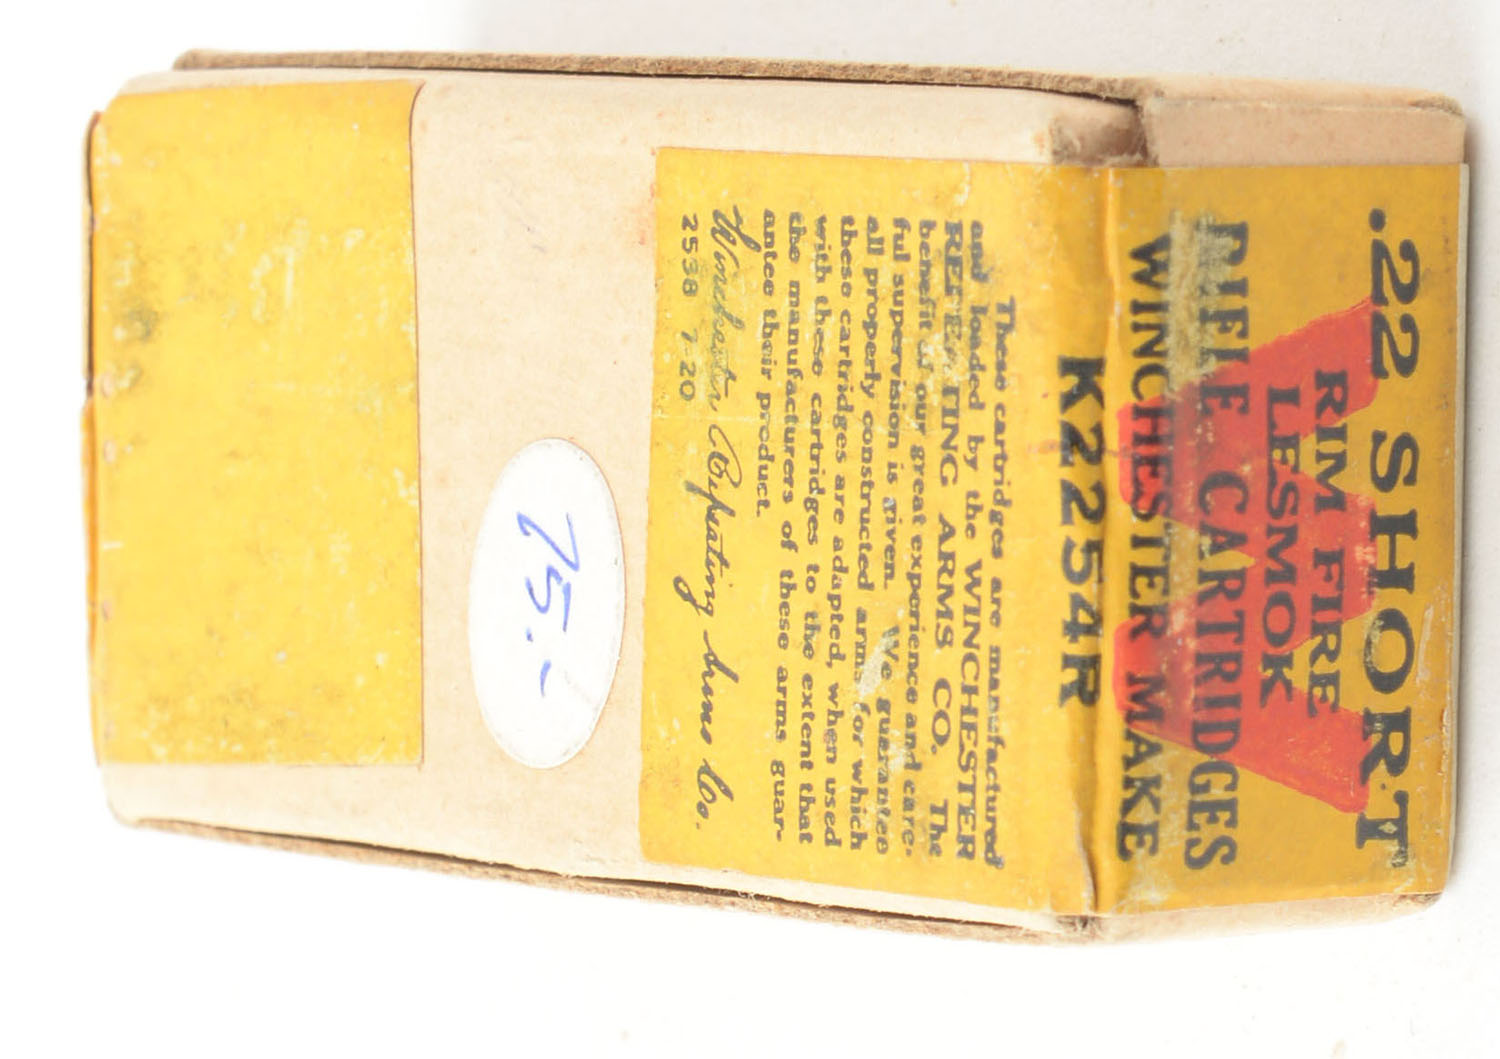 .22 SHORT
RIM FIRE
LESMOK
RIFLE CARTRIDGES
WINCHESTER MAKE
K2254R
These cartridges are manufactured
and loaded by the WINCHESTER
REPEATING ARMS CO. The
benefit of our great experience and care-
ful supervision is given. We guarantee
all properly constructed arms for which
these cartridges are adapted, when used
with these cartridges to the extent that
the manufacturers of these arms guar-
antee their product.
Winchester Repeating Arms Co.
2538 7-20
75.-